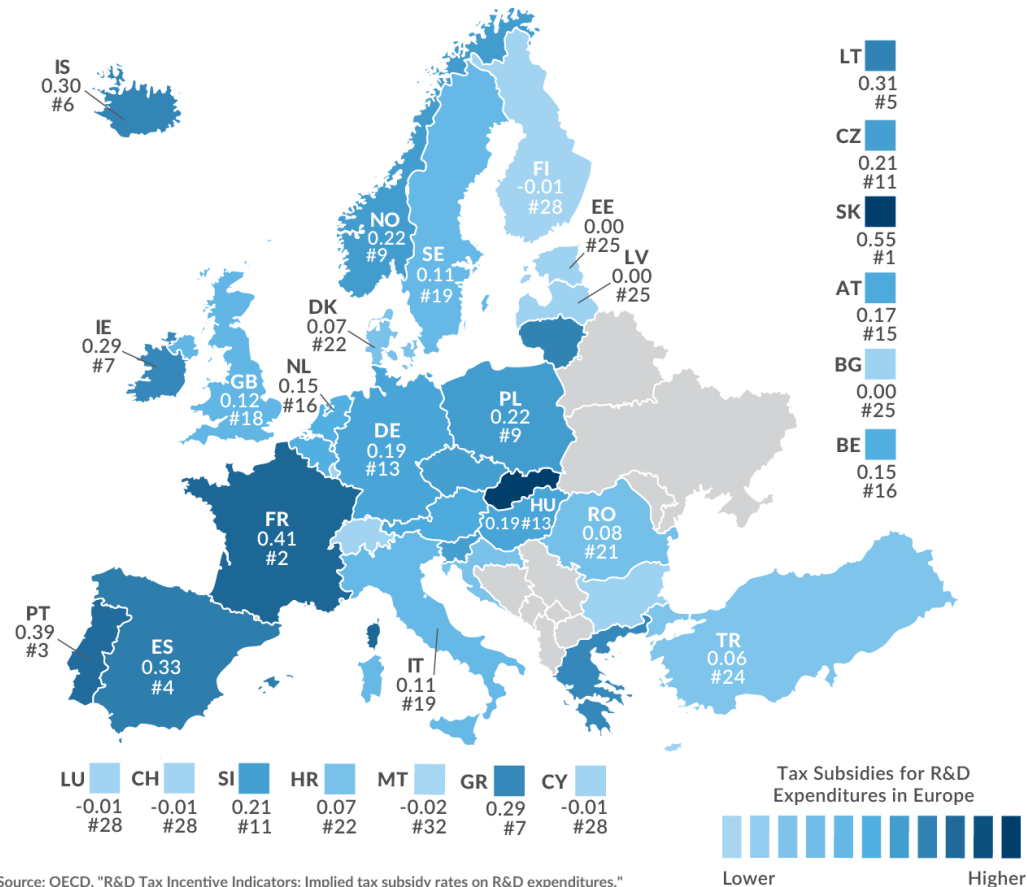 IS
0.30
#6
LT
0.31
#5
CZ
0.21
#11
SK
0.55
#1
AT
0.17
#15
BG
0.00
#25
BE
0.15
#16
FI
-0.01
#28
NO
0.22
#9
SE
0.11
#19
EE
0.00
#25
LV
0.00
#25
DK
0.07
#22
IE
0.29
#7
GB
0.12
#18
NL
0.15
#16
DE
0.19
#13
PL
0.22
#9
HU
0.19 #13
RO
0.08
#21
FR
0.41
#2
PT
0.39
#3
ES
0.33
#4
IT
0.11
#19
TR
0.06
#24
LU
-0.01
#28
CH
-0.01
#28
SI
0.21
#11
HR
0.07
#22
MT
-0.02
#32
GR
0.29
#7
CY
-0.01
#28
Tax Subsidies for R&D
Expenditures in Europe
Lower Higher
Source: OECD, "R&D Tax Incentive Indicators: Implied tax subsidy rates on R&D expenditures."